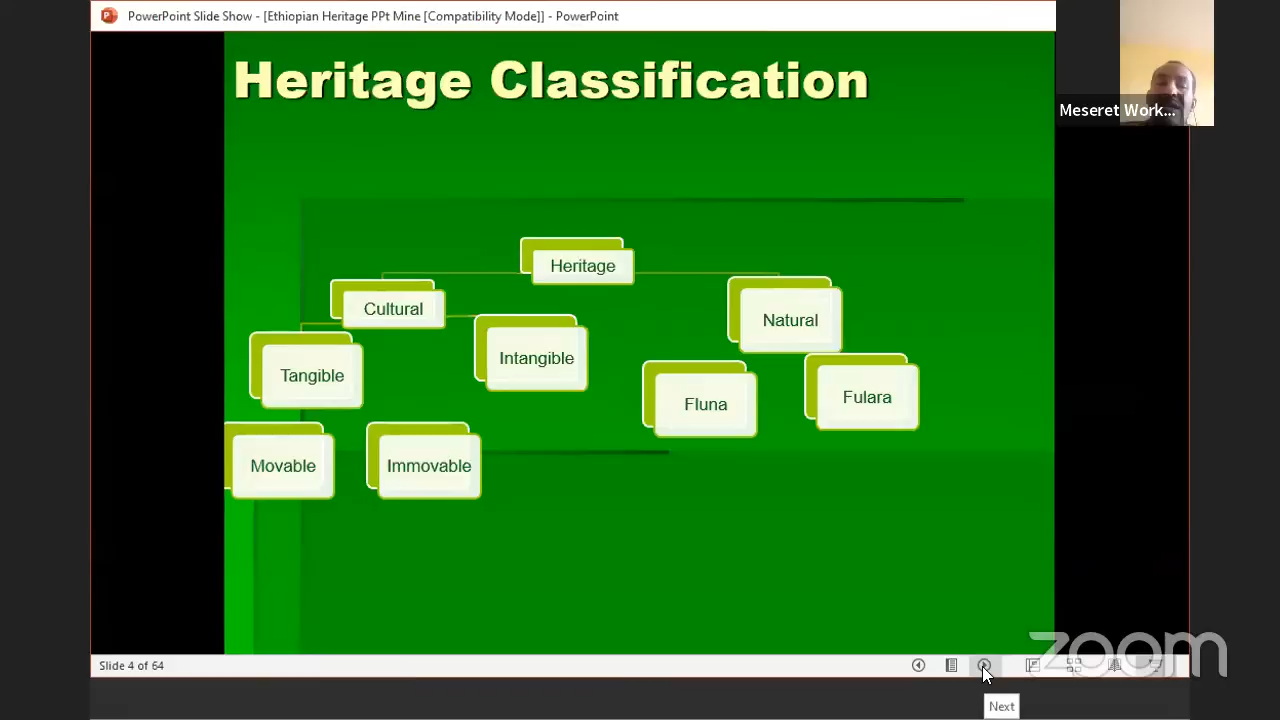 PowerPoint Slide Show - [Ethiopian Heritage PPt Mine [Compatibility Mode]] - PowerPoint
Meseret Work...
Heritage Classification
Heritage
Cultural
Natural
Tangible
Intangible
Fluna
Fulara
Movable
Immovable
Slide 4 of 64
zoom
Next